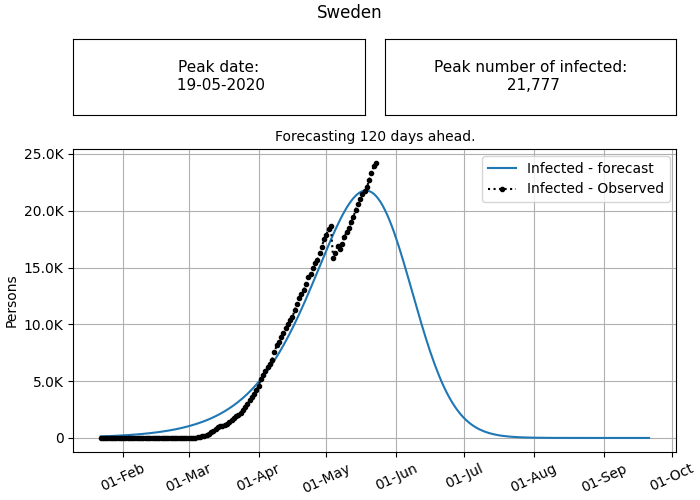 Sweden
Peak date:
19-05-2020
Peak number of infected:
21,777
Forecasting 120 days ahead.
Infected - forecast
Infected - Observed
Persons
25.0K
20.0K
15.0K
10.0K
5.0K
0
01-Feb
01-Mar
01-Apr
01-May
01-Jun
01-Jul
01-Aug
01-Sep
01-Oct